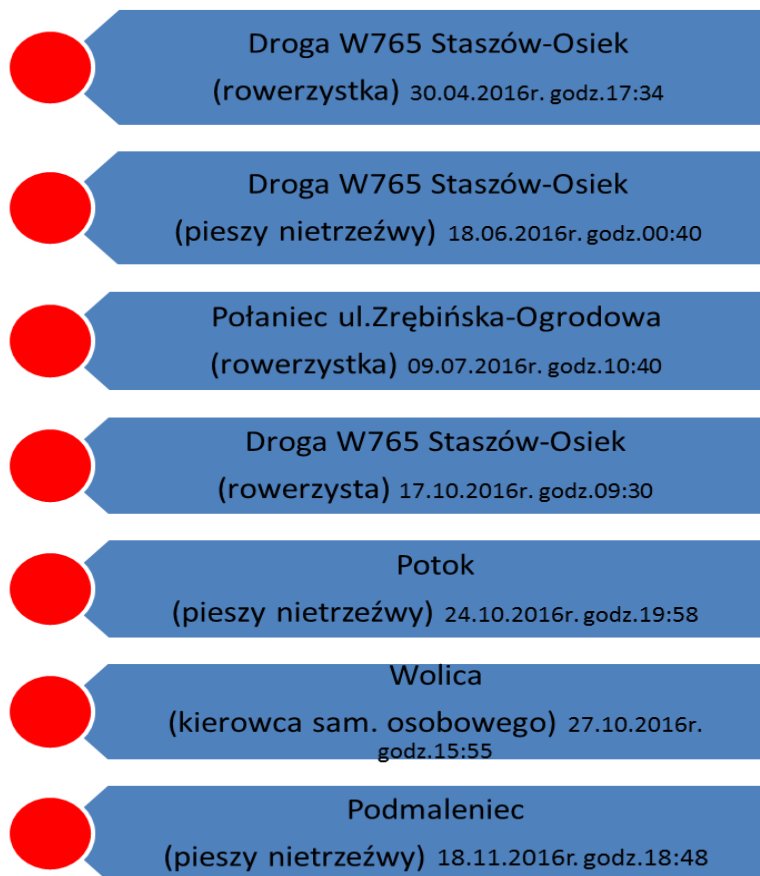 Droga W765 Staszów-Osiek
(rowerzystka) 30.04.2016r. godz.17:34
Droga W765 Staszów-Osiek
(pieszy nietrzeźwy) 18.06.2016r. godz.00:40
Połaniec ul.Zrębińska-Ogrodowa
(rowerzystka) 09.07.2016r. godz.10:40
Droga W765 Staszów-Osiek
(rowerzysta) 17.10.2016r. godz.09:30
Potok
(pieszy nietrzeźwy) 24.10.2016r. godz.19:58
Wolica
(kierowca sam. osobowego) 27.10.2016r.
godz.15:55
Podmaleniec
(pieszy nietrzeźwy) 18.11.2016r. godz.18:48